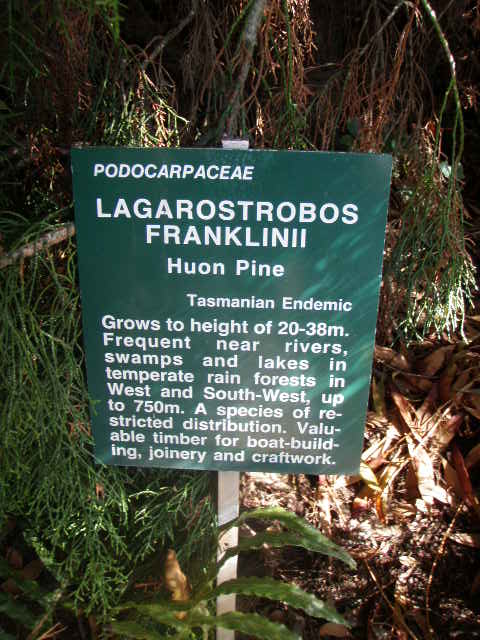 PODOCARPACEAE
LAGAROSTROBOS
FRANKLINII
Huon Pine
Tasmanian Endemic
Grows to height of 20-38m.
Frequent near rivers,
swamps and lakes in
temperate rain forests in
West and South-West, up
to 750m. A species of re-
stricted distribution. Valu-
able timber for boat-build-
ing, joinery and craftwork.